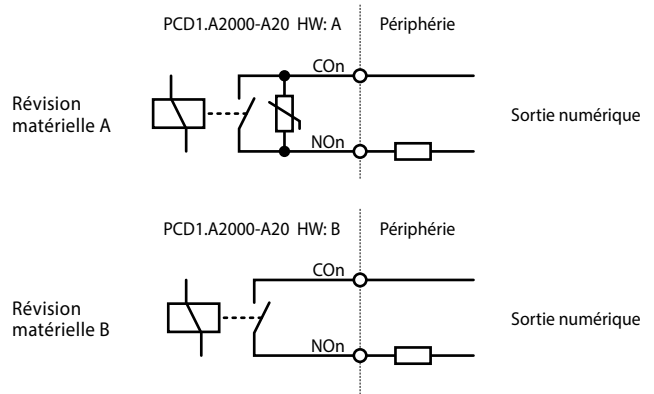 PCD1.A2000-A20 HW: A
Périphérie
COn
Révision
matérielle A
Sortie numérique
NOn
PCD1.A2000-A20 HW: B
Périphérie
COn
Révision
matérielle B
Sortie numérique
NOn